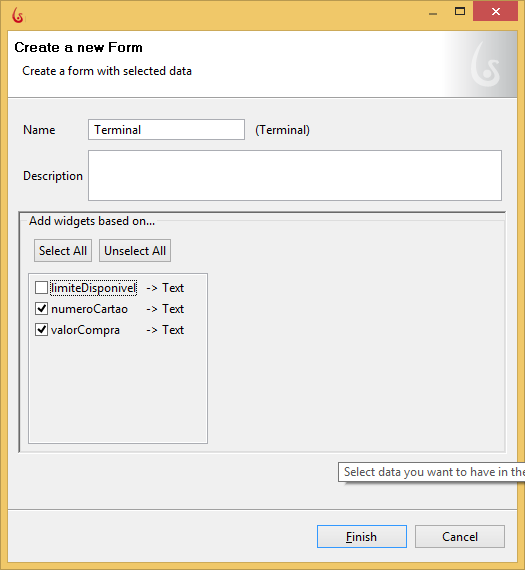 Create a new Form
Create a form with selected data
Name Terminal (Terminal)
Description
Add widgets based on...
Select All Unselect All
limiteDisponivel -> Text
numeroCartao -> Text
valorCompra -> Text
Select data you want to have in the
Finish Cancel